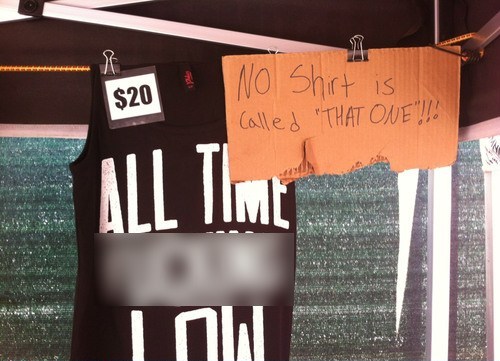 $20
NO Shirt is
called "THAT ONE"!!!
ALL TIME
LOW